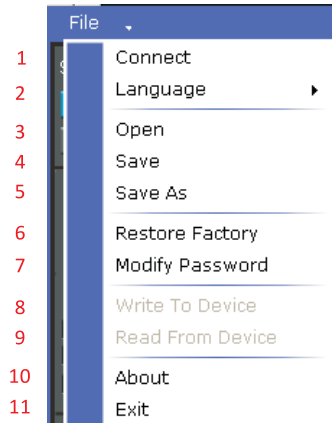 File
1 Connect
2 Language
3 Open
4 Save
5 Save As
6 Restore Factory
7 Modify Password
8 Write To Device
9 Read From Device
10 About
11 Exit